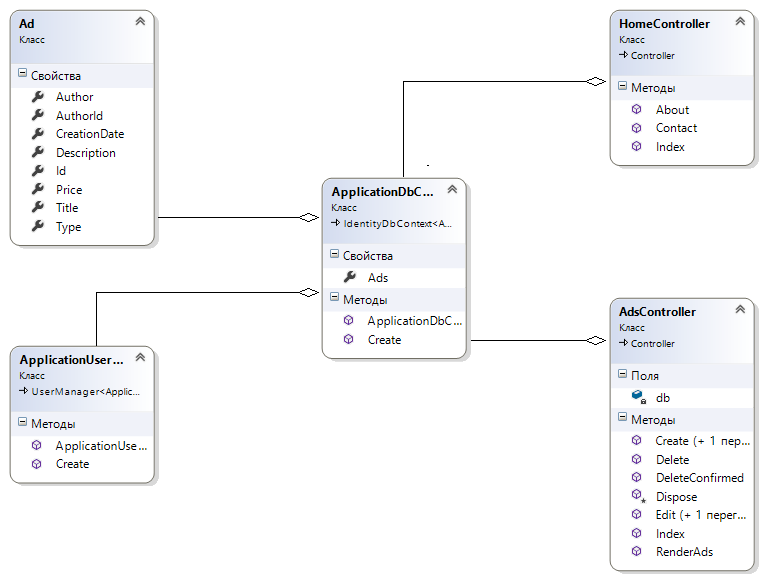 Ad
Класс
Свойства
Author
AuthorId
CreationDate
Description
Id
Price
Title
Type
ApplicationUser...
Класс
UserManager<Applic...
Методы
ApplicationUse...
Create
ApplicationDbC...
Класс
IdentityDbContext<A...
Свойства
Ads
Методы
ApplicationDbC...
Create
HomeController
Класс
Controller
Методы
About
Contact
Index
AdsController
Класс
Controller
Поля
db
Методы
Create (+ 1 пер...
Delete
DeleteConfirmed
Dispose
Edit (+ 1 перег...
Index
RenderAds